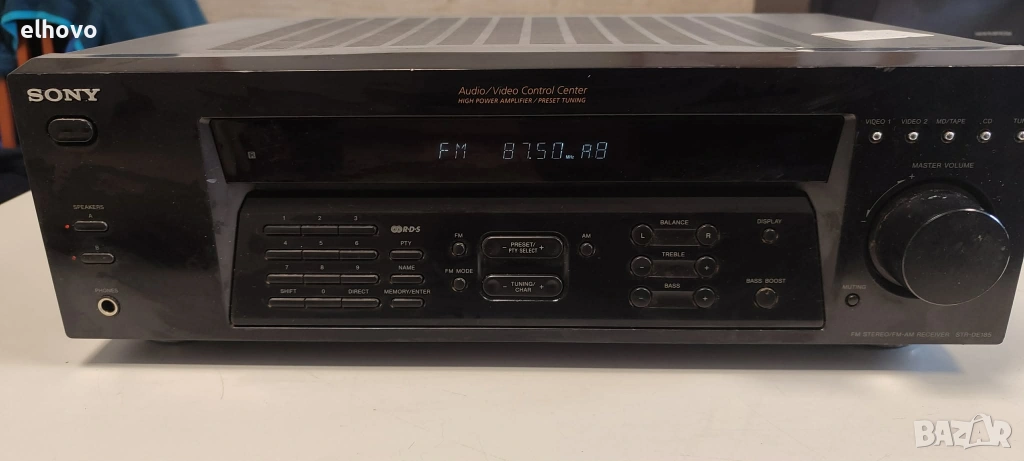 elhovo
SONY
Audio/Video Control Center
HIGH POWER AMPLIFIER/PRESET TUNING
FM 87.50 MHz A8
VIDEO 1 VIDEO 2 MD/TAPE CD
MASTER VOLUME
SPEAKERS
A
B
PHONES
1 2 3
4 5 6
7 8 9
SHIFT 0 DIRECT
R·D·S
PTY
NAME
MEMORY/ENTER
FM
FM MODE
- PRESET/ PTY SELECT +
- TUNING/ CHAR +
AM
BALANCE
L R
TREBLE
- +
BASS
- +
DISPLAY
BASS BOOST
MUTING
FM STEREO/FM-AM RECEIVER STR-DE185
BAZAR